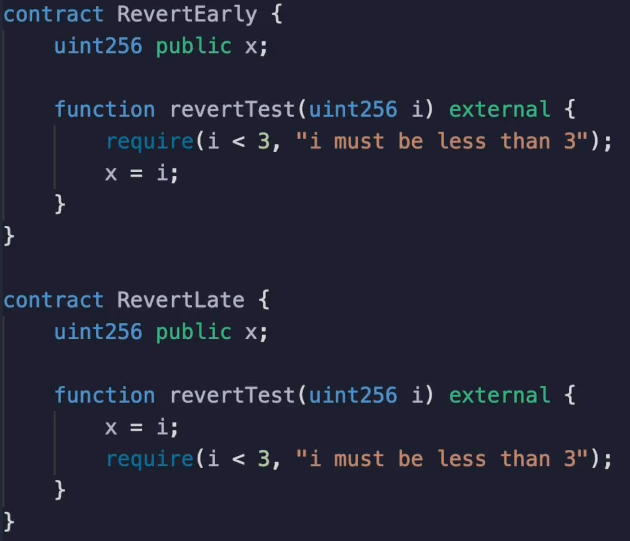 contract RevertEarly {
    uint256 public x;

    function revertTest(uint256 i) external {
        require(i < 3, "i must be less than 3");
        x = i;
    }
}

contract RevertLate {
    uint256 public x;

    function revertTest(uint256 i) external {
        x = i;
        require(i < 3, "i must be less than 3");
    }
}